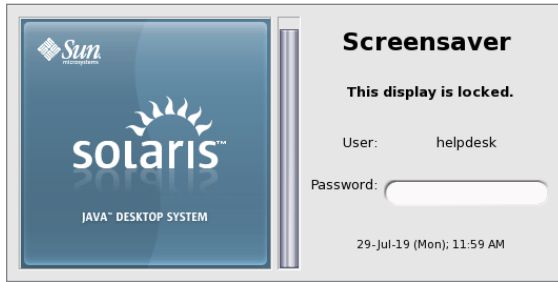 Sun
microsystems
solaris™
JAVA™ DESKTOP SYSTEM
Screensaver
This display is locked.
User: helpdesk
Password:
29-Jul-19 (Mon); 11:59 AM